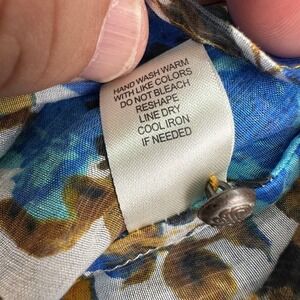 HAND WASH WARM
WITH LIKE COLORS
DO NOT BLEACH
RESHAPE
LINE DRY
COOL IRON
IF NEEDED